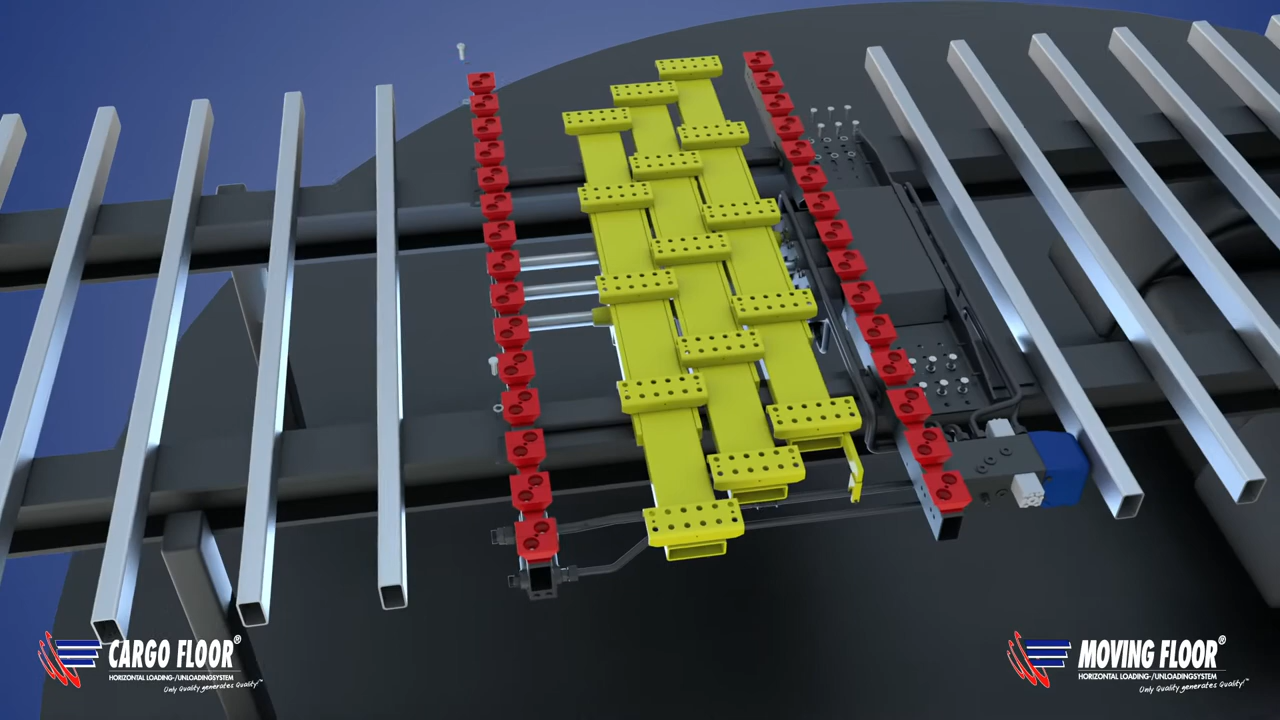 CARGO FLOOR®
HORIZONTAL LOADING-/UNLOADINGSYSTEM
Only Quality generates Quality!™
MOVING FLOOR®
HORIZONTAL LOADING-/UNLOADINGSYSTEM
Only Quality generates Quality!™